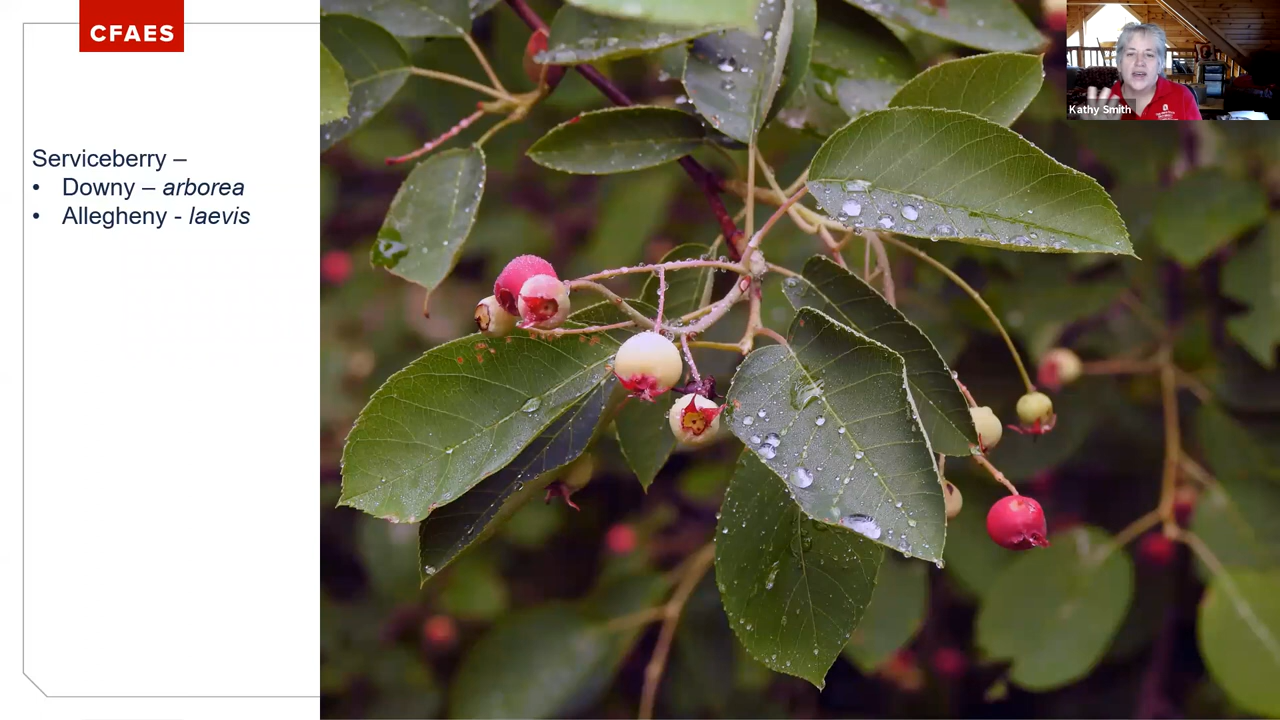 CFAES
Kathy Smith
Serviceberry –
• Downy – arborea
• Allegheny - laevis